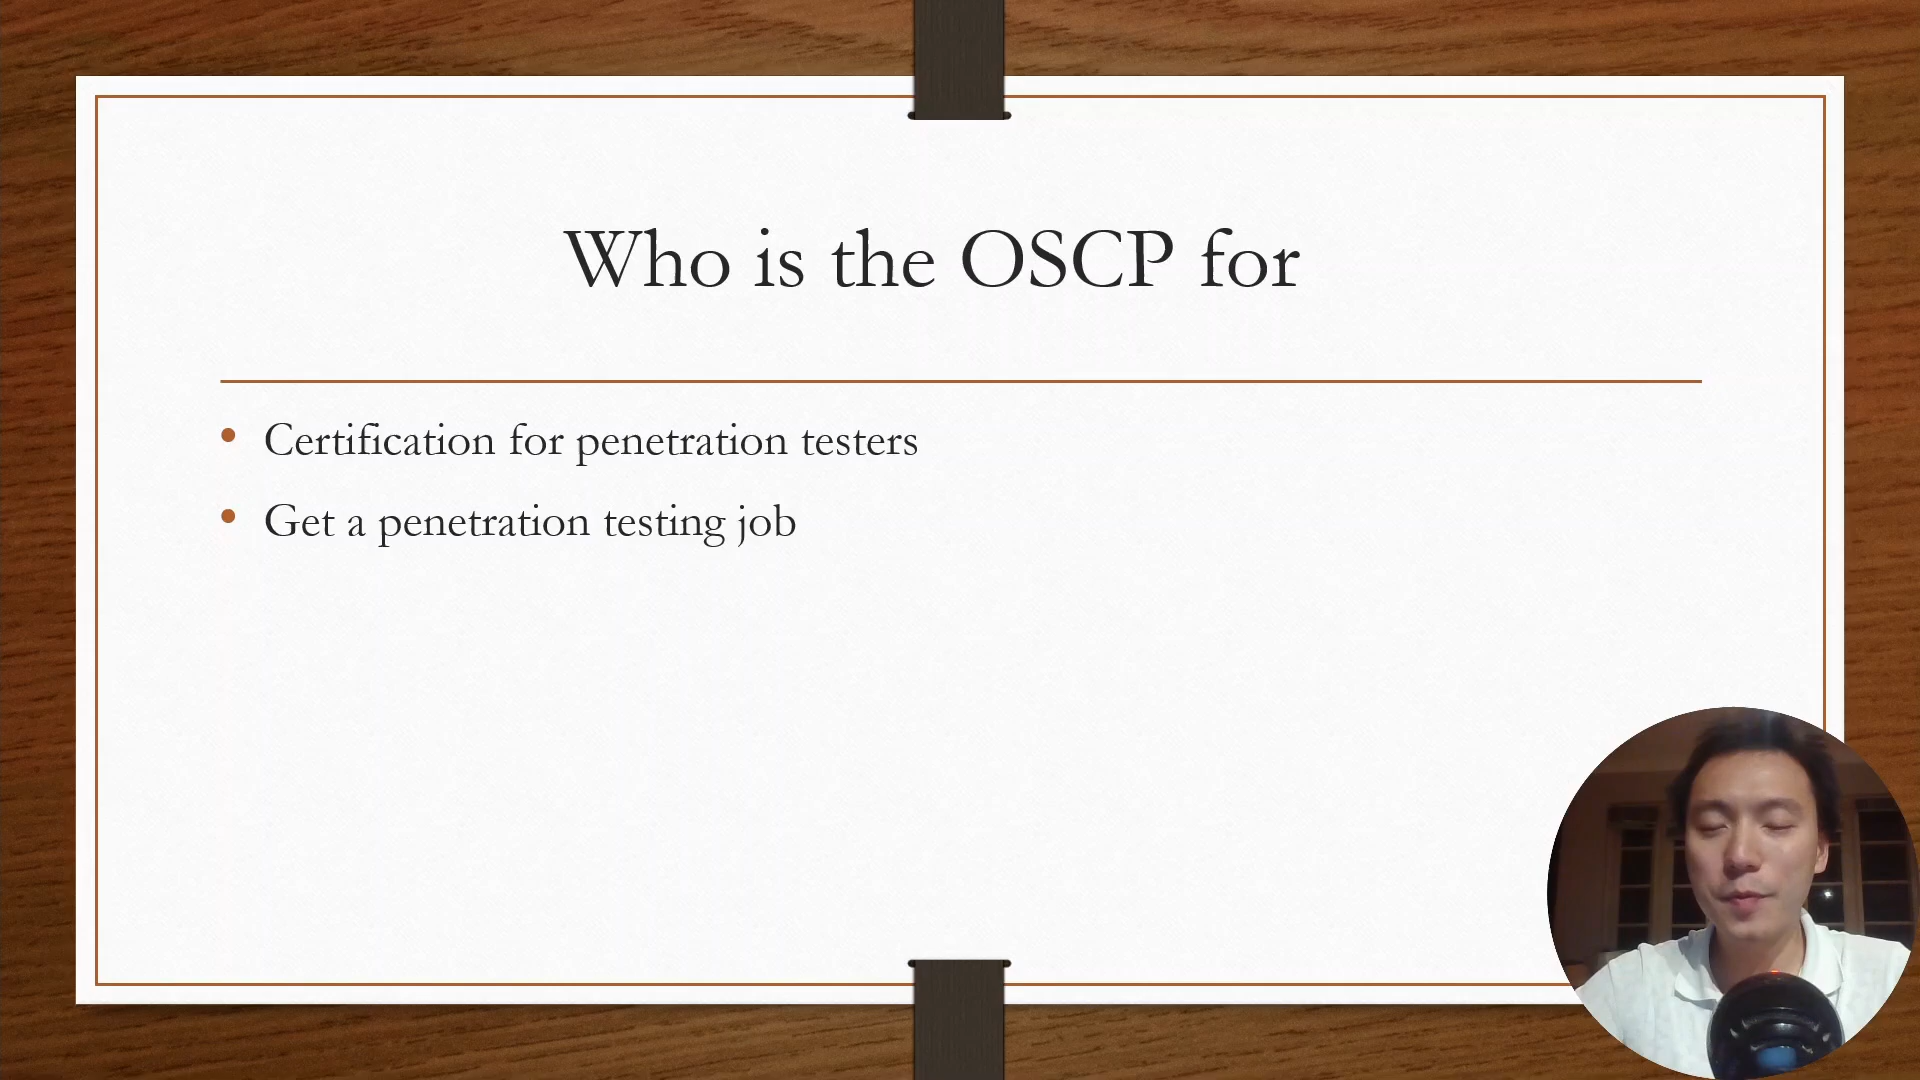 Who is the OSCP for
• Certification for penetration testers
• Get a penetration testing job